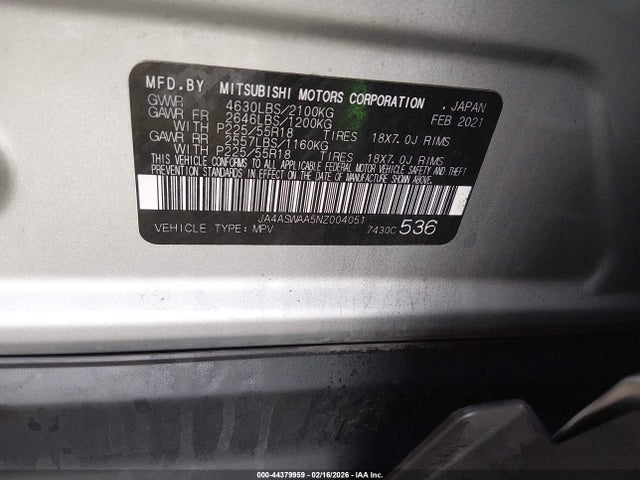 MFD.BY MITSUBISHI MOTORS CORPORATION , JAPAN
GVWR 4630LBS/2100KG FEB 2021
GAWR FR 2646LBS/1200KG
WITH P225/55R18 TIRES 18X7.0J RIMS
GAWR RR 2557LBS/1160KG
WITH P225/55R18 TIRES 18X7.0J RIMS
THIS VEHICLE CONFORMS TO ALL APPLICABLE FEDERAL MOTOR VEHICLE SAFETY AND THEFT
PREVENTION STANDARDS IN EFFECT ON THE DATE OF MANUFACTURE SHOWN ABOVE.
JA4ASWAA5NZ004051
VEHICLE TYPE: MPV 7430C 536
000-44379959 - 02/16/2026 - IAA Inc.